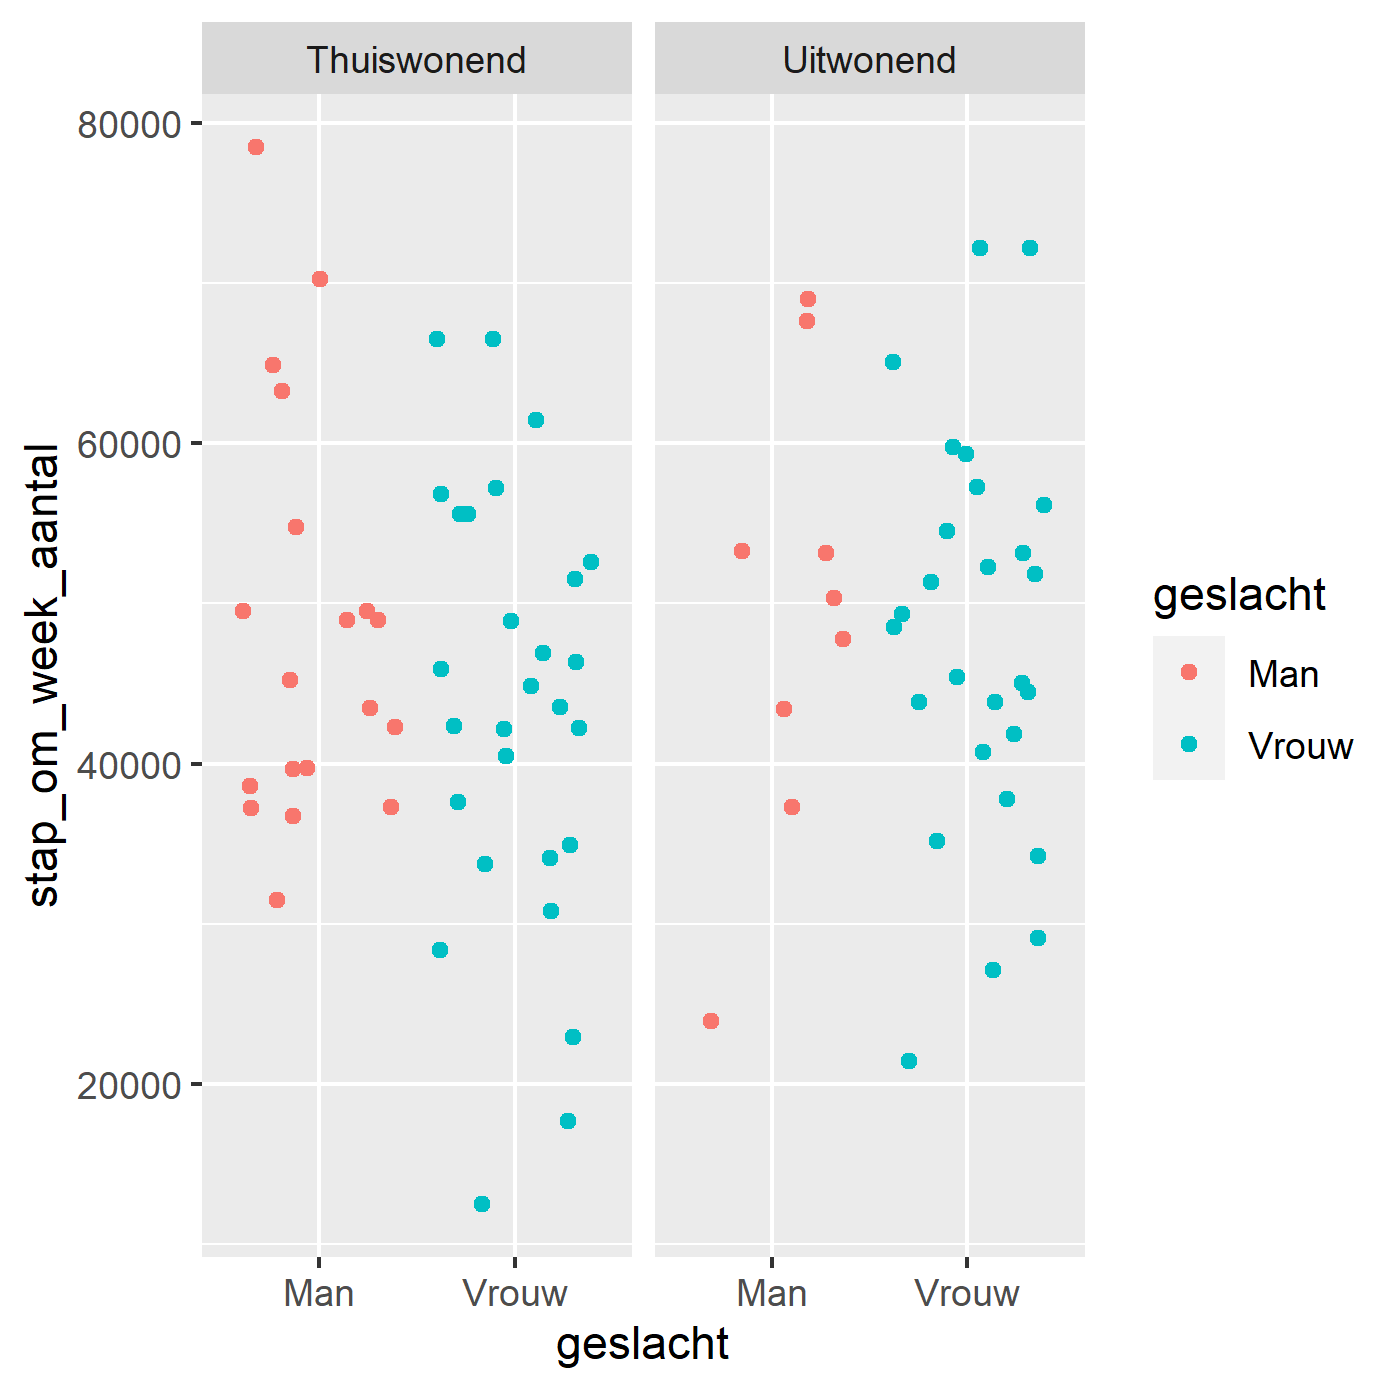 Thuiswonend
Uitwonend
80000
60000
40000
20000
stap_om_week_aantal
Man
Vrouw
Man
Vrouw
geslacht
geslacht
Man
Vrouw